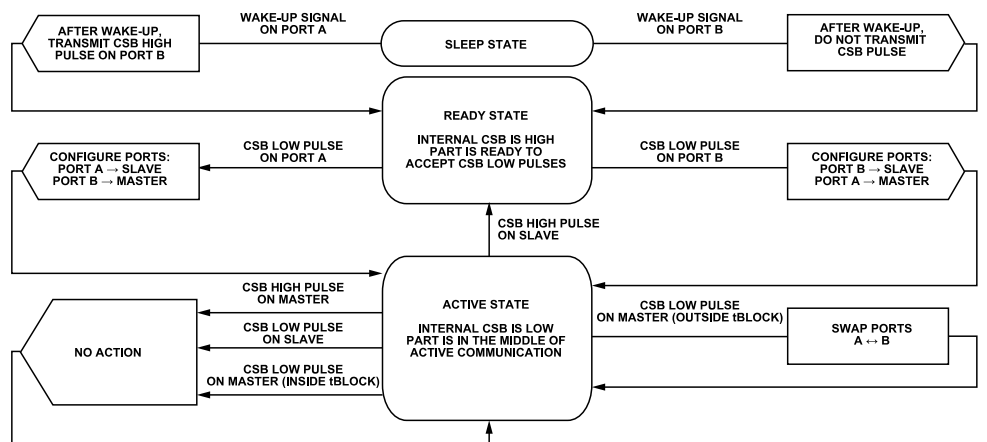 AFTER WAKE-UP,
TRANSMIT CSB HIGH
PULSE ON PORT B
WAKE-UP SIGNAL
ON PORT A
SLEEP STATE
WAKE-UP SIGNAL
ON PORT B
AFTER WAKE-UP,
DO NOT TRANSMIT
CSB PULSE
READY STATE
INTERNAL CSB IS HIGH
PART IS READY TO
ACCEPT CSB LOW PULSES
CONFIGURE PORTS:
PORT A → SLAVE
PORT B → MASTER
CSB LOW PULSE
ON PORT A
CSB LOW PULSE
ON PORT B
CONFIGURE PORTS:
PORT B → SLAVE
PORT A → MASTER
CSB HIGH PULSE
ON SLAVE
ACTIVE STATE
INTERNAL CSB IS LOW
PART IS IN THE MIDDLE OF
ACTIVE COMMUNICATION
NO ACTION
CSB HIGH PULSE
ON MASTER
CSB LOW PULSE
ON SLAVE
CSB LOW PULSE
ON MASTER (INSIDE tBLOCK)
CSB LOW PULSE
ON MASTER (OUTSIDE tBLOCK)
SWAP PORTS
A ↔ B